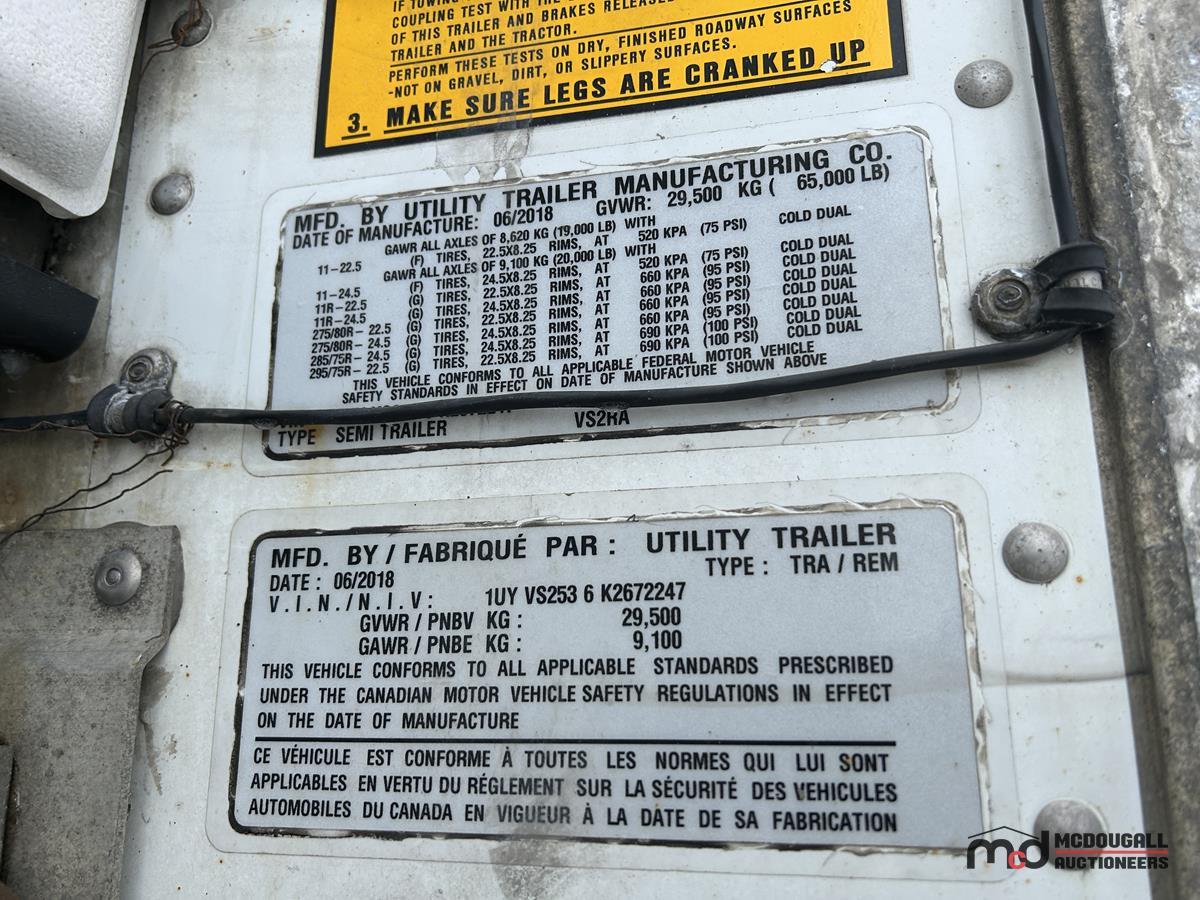 IF TOWING
COUPLING TEST WITH THE
OF THIS TRAILER AND BRAKES RELEASED
TRAILER AND THE TRACTOR.
PERFORM THESE TESTS ON DRY, FINISHED ROADWAY SURFACES
-NOT ON GRAVEL, DIRT, OR SLIPPERY SURFACES.
3. MAKE SURE LEGS ARE CRANKED UP
MFD. BY UTILITY TRAILER MANUFACTURING CO.
DATE OF MANUFACTURE: 06/2018 GVWR: 29,500 KG ( 65,000 LB)
GAWR ALL AXLES OF 8,620 KG (19,000 LB) WITH
11-22.5 (F) TIRES, 22.5X8.25 RIMS, AT 520 KPA (75 PSI) COLD DUAL
GAWR ALL AXLES OF 9,100 KG (20,000 LB) WITH
11-24.5 (F) TIRES, 24.5X8.25 RIMS, AT 520 KPA (75 PSI) COLD DUAL
11R-22.5 (G) TIRES, 22.5X8.25 RIMS, AT 660 KPA (95 PSI) COLD DUAL
11R-24.5 (G) TIRES, 24.5X8.25 RIMS, AT 660 KPA (95 PSI) COLD DUAL
275/80R-22.5 (G) TIRES, 22.5X8.25 RIMS, AT 660 KPA (95 PSI) COLD DUAL
275/80R-24.5 (G) TIRES, 24.5X8.25 RIMS, AT 660 KPA (95 PSI) COLD DUAL
285/75R-24.5 (G) TIRES, 24.5X8.25 RIMS, AT 690 KPA (100 PSI) COLD DUAL
295/75R-22.5 (G) TIRES, 22.5X8.25 RIMS, AT 690 KPA (100 PSI) COLD DUAL
THIS VEHICLE CONFORMS TO ALL APPLICABLE FEDERAL MOTOR VEHICLE
SAFETY STANDARDS IN EFFECT ON DATE OF MANUFACTURE SHOWN ABOVE
TYPE SEMI TRAILER VS2RA
MFD. BY / FABRIQUÉ PAR : UTILITY TRAILER
DATE : 06/2018 TYPE : TRA / REM
V.I.N./N.I.V: 1UY VS253 6 K2672247
GVWR / PNBV KG : 29,500
GAWR / PNBE KG : 9,100
THIS VEHICLE CONFORMS TO ALL APPLICABLE STANDARDS PRESCRIBED
UNDER THE CANADIAN MOTOR VEHICLE SAFETY REGULATIONS IN EFFECT
ON THE DATE OF MANUFACTURE
CE VÉHICULE EST CONFORME À TOUTES LES NORMES QUI LUI SONT
APPLICABLES EN VERTU DU RÉGLEMENT SUR LA SÉCURITÉ DES VEHICULES
AUTOMOBILES DU CANADA EN VIGUEUR À LA DATE DE SA FABRICATION
mcd MCDOUGALL
AUCTIONEERS